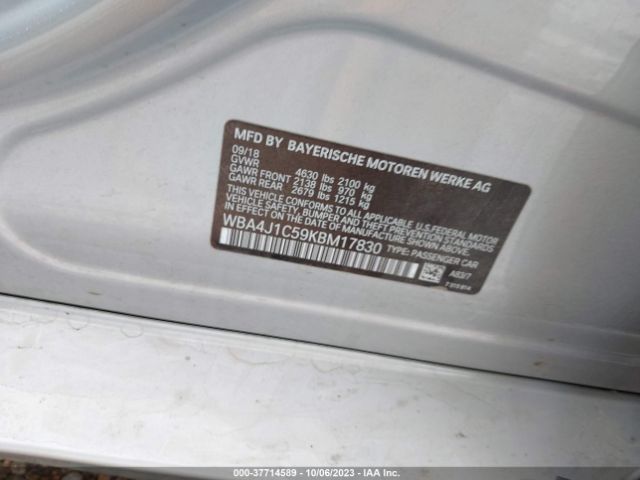 MFD BY BAYERISCHE MOTOREN WERKE AG
09/18
GVWR 4630 lbs 2100 kg
GAWR FRONT 2138 lbs 970 kg
GAWR REAR 2679 lbs 1215 kg
THIS VEHICLE CONFORMS TO ALL APPLICABLE U.S.FEDERAL MOTOR
VEHICLE SAFETY, BUMPER, AND THEFT PREVENTION STANDARDS
IN EFFECT ON THE DATE OF MANUFACTURE SHOWN ABOVE.
WBA4J1C59KBM17830 TYPE: PASSENGER CAR
A83/7
000-37714589 | 10/06/2023 | IAA Inc.